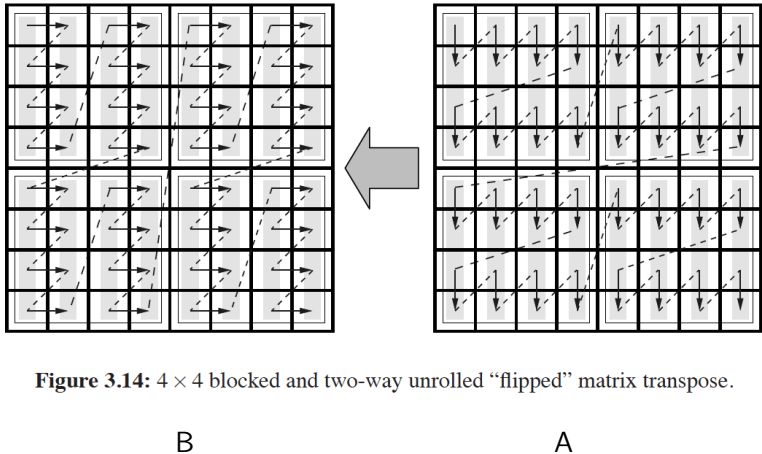 Figure 3.14: 4 × 4 blocked and two-way unrolled “flipped” matrix transpose.
B A